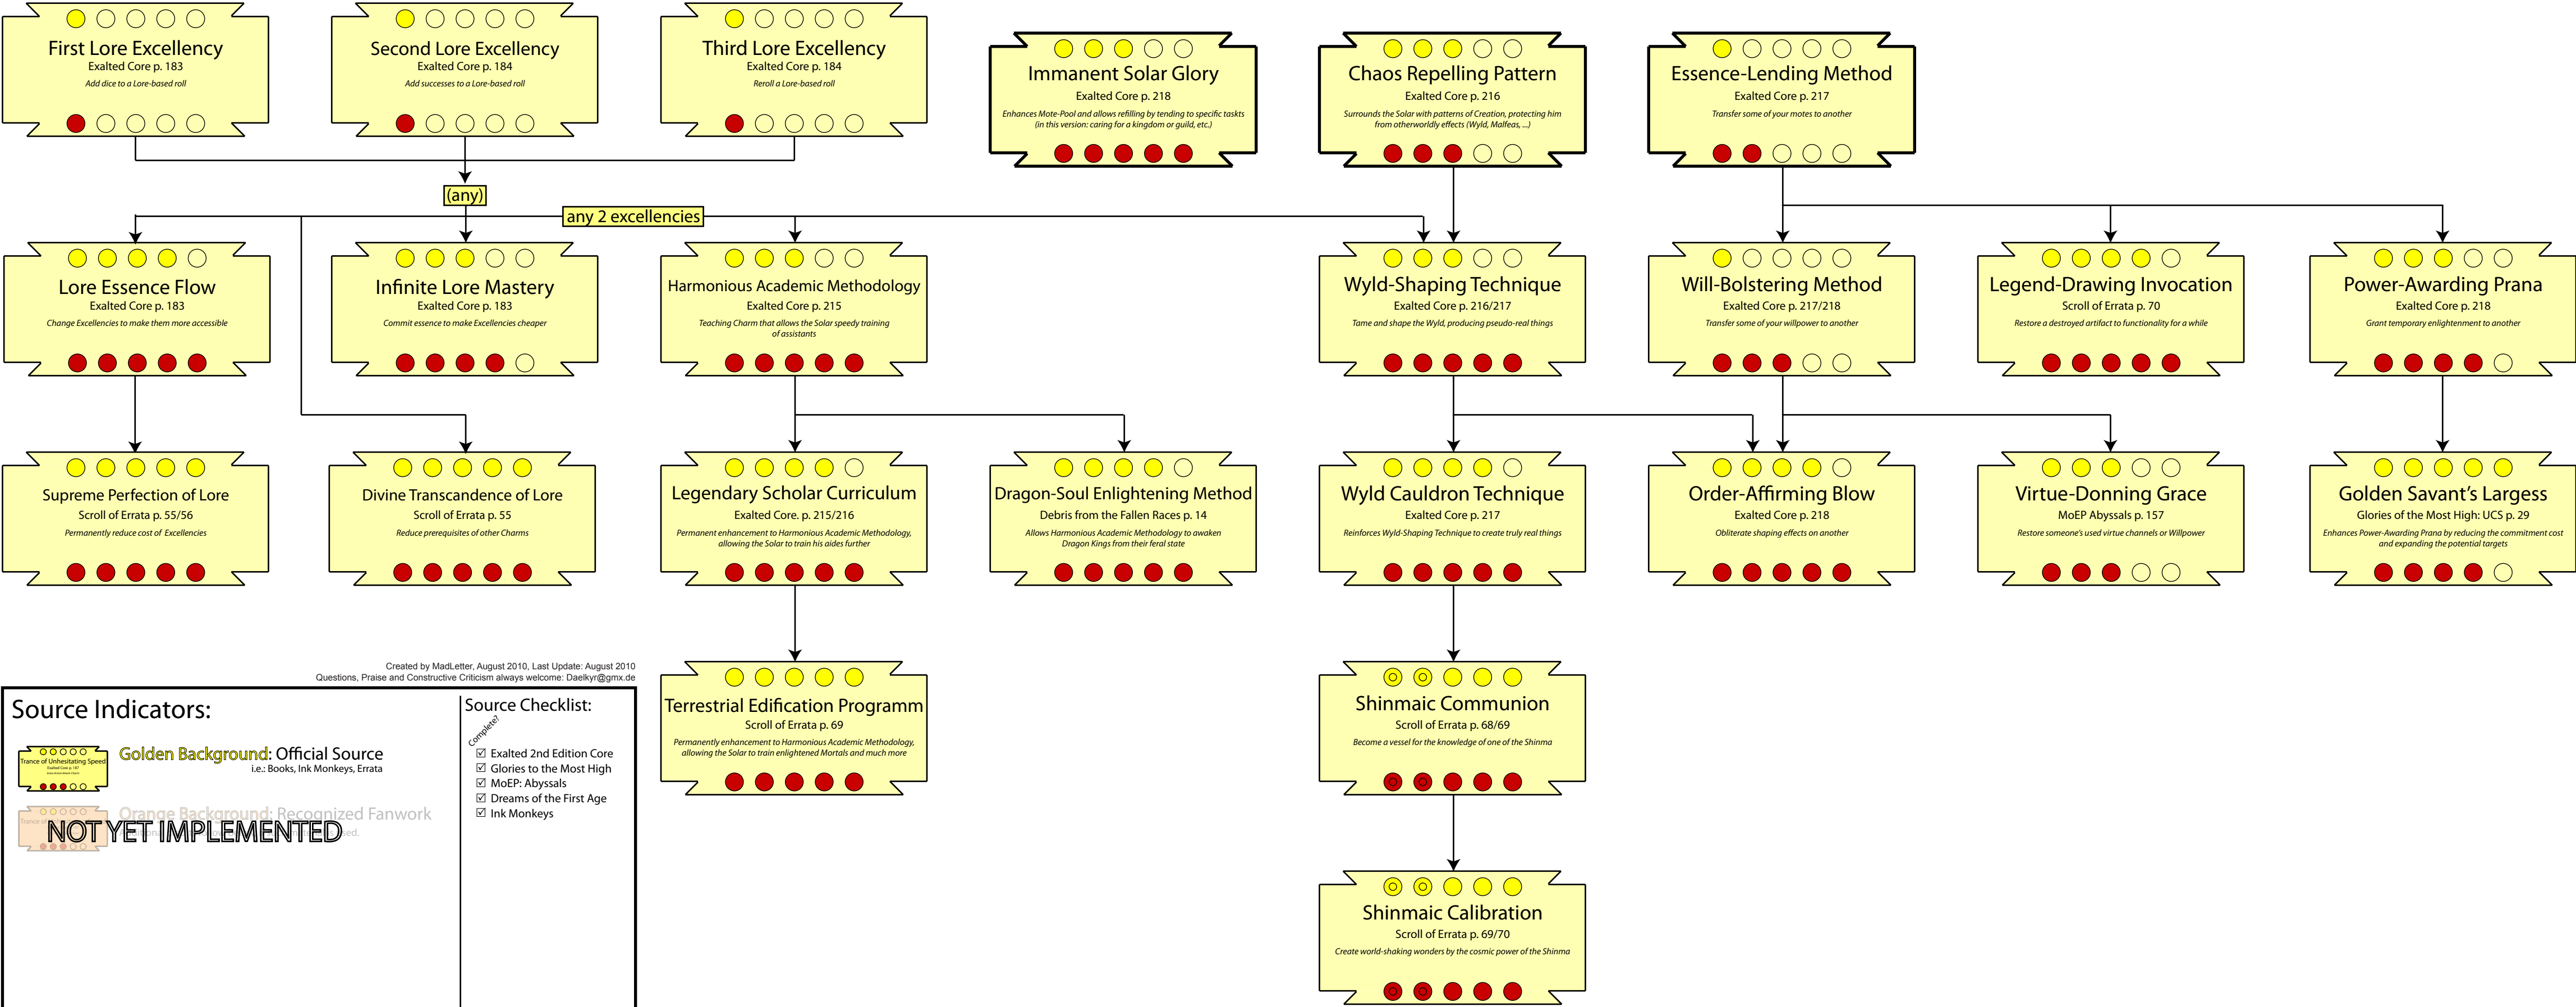 First Lore Excellency
Exalted Core p. 183
Add dice to a Lore-based roll
Second Lore Excellency
Exalted Core p. 184
Add successes to a Lore-based roll
Third Lore Excellency
Exalted Core p. 184
Reroll a Lore-based roll
Immanent Solar Glory
Exalted Core p. 218
Enhances Mote-Pool and allows refilling by tending to specific taskts
(in this version: caring for a kingdom or guild, etc.)
Chaos Repelling Pattern
Exalted Core p. 216
Surrounds the Solar with patterns of Creation, protecting him
from otherworldly effects (Wyld, Malfeas, ...)
Essence-Lending Method
Exalted Core p. 217
Transfer some of your motes to another
(any)
any 2 excellencies
Lore Essence Flow
Exalted Core p. 183
Change Excellencies to make them more accessible
Infinite Lore Mastery
Exalted Core p. 183
Commit essence to make Excellencies cheaper
Harmonious Academic Methodology
Exalted Core p. 215
Teaching Charm that allows the Solar speedy training
of assistants
Wyld-Shaping Technique
Exalted Core p. 216/217
Tame and shape the Wyld, producing pseudo-real things
Will-Bolstering Method
Exalted Core p. 217/218
Transfer some of your willpower to another
Legend-Drawing Invocation
Scroll of Errata p. 70
Restore a destroyed artifact to functionality for a while
Power-Awarding Prana
Exalted Core p. 218
Grant temporary enlightenment to another
Supreme Perfection of Lore
Scroll of Errata p. 55/56
Permanently reduce cost of Excellencies
Divine Transcandence of Lore
Scroll of Errata p. 55
Reduce prerequisites of other Charms
Legendary Scholar Curriculum
Exalted Core. p. 215/216
Permanent enhancement to Harmonious Academic Methodology,
allowing the Solar to train his aides further
Dragon-Soul Enlightening Method
Debris from the Fallen Races p. 14
Allows Harmonious Academic Methodology to awaken
Dragon Kings from their feral state
Wyld Cauldron Technique
Exalted Core p. 217
Reinforces Wyld-Shaping Technique to create truly real things
Order-Affirming Blow
Exalted Core p. 218
Obliterate shaping effects on another
Virtue-Donning Grace
MoEP Abyssals p. 157
Restore someone's used virtue channels or Willpower
Golden Savant's Largess
Glories of the Most High: UCS p. 29
Enhances Power-Awarding Prana by reducing the commitment cost
and expanding the potential targets
Terrestrial Edification Programm
Scroll of Errata p. 69
Permanently enhancement to Harmonious Academic Methodology,
allowing the Solar to train enlightened Mortals and much more
Shinmaic Communion
Scroll of Errata p. 68/69
Become a vessel for the knowledge of one of the Shinma
Shinmaic Calibration
Scroll of Errata p. 69/70
Create world-shaking wonders by the cosmic power of the Shinma
Created by MadLetter, August 2010, Last Update: August 2010
Questions, Praise and Constructive Criticism always welcome: Daelkyr@gmx.de
Source Indicators:
Trance of Unhesitating Speed
Exalted Core p. 187
Golden Background: Official Source
i.e.: Books, Ink Monkeys, Errata
Orange Background: Recognized Fanwork
NOT YET IMPLEMENTED
Source Checklist:
Complete?
Exalted 2nd Edition Core
Glories to the Most High
MoEP: Abyssals
Dreams of the First Age
Ink Monkeys